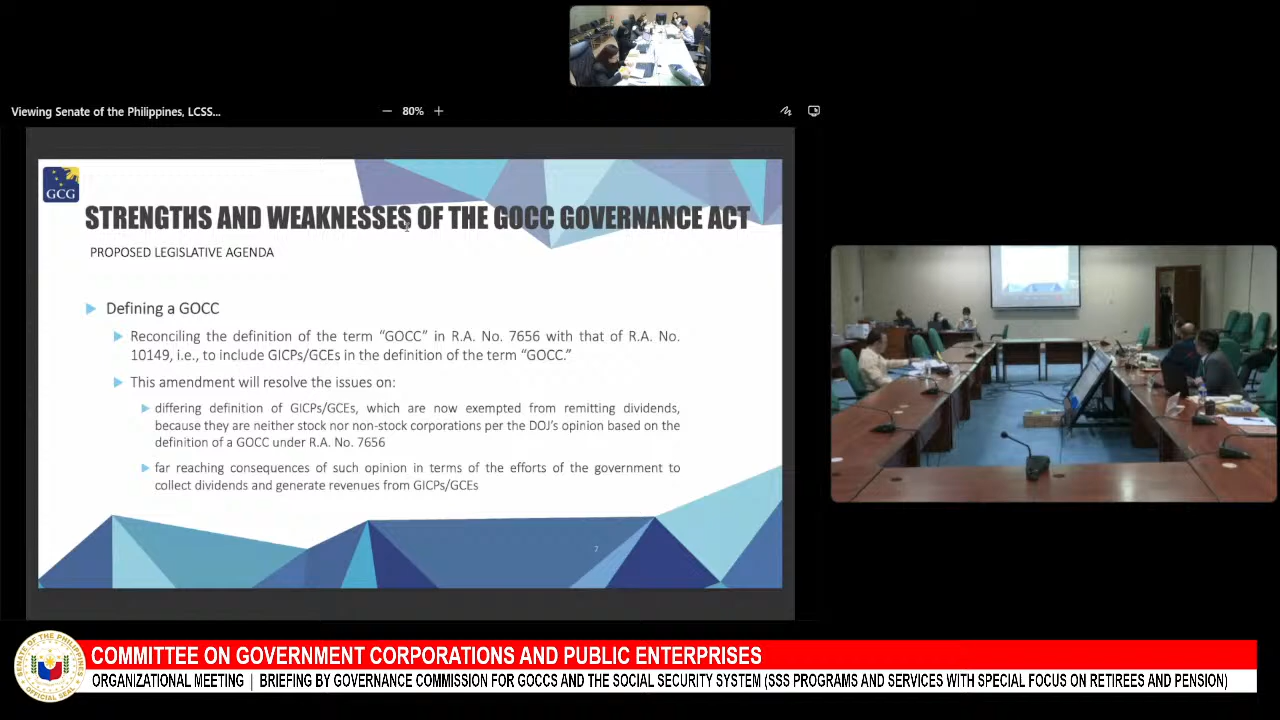 Viewing Senate of the Philippines, LCSS...
80%
GCG
STRENGTHS AND WEAKNESSES OF THE GOCC GOVERNANCE ACT
PROPOSED LEGISLATIVE AGENDA
Defining a GOCC
Reconciling the definition of the term “GOCC” in R.A. No. 7656 with that of R.A. No.
10149, i.e., to include GICPs/GCEs in the definition of the term “GOCC.”
This amendment will resolve the issues on:
differing definition of GICPs/GCEs, which are now exempted from remitting dividends,
because they are neither stock nor non-stock corporations per the DOJ’s opinion based on the
definition of a GOCC under R.A. No. 7656
far reaching consequences of such opinion in terms of the efforts of the government to
collect dividends and generate revenues from GICPs/GCEs
7
SENATE OF THE PHILIPPINES
OFFICIAL SEAL
COMMITTEE ON GOVERNMENT CORPORATIONS AND PUBLIC ENTERPRISES
ORGANIZATIONAL MEETING | BRIEFING BY GOVERNANCE COMMISSION FOR GOCCS AND THE SOCIAL SECURITY SYSTEM (SSS PROGRAMS AND SERVICES WITH SPECIAL FOCUS ON RETIREES AND PENSION)